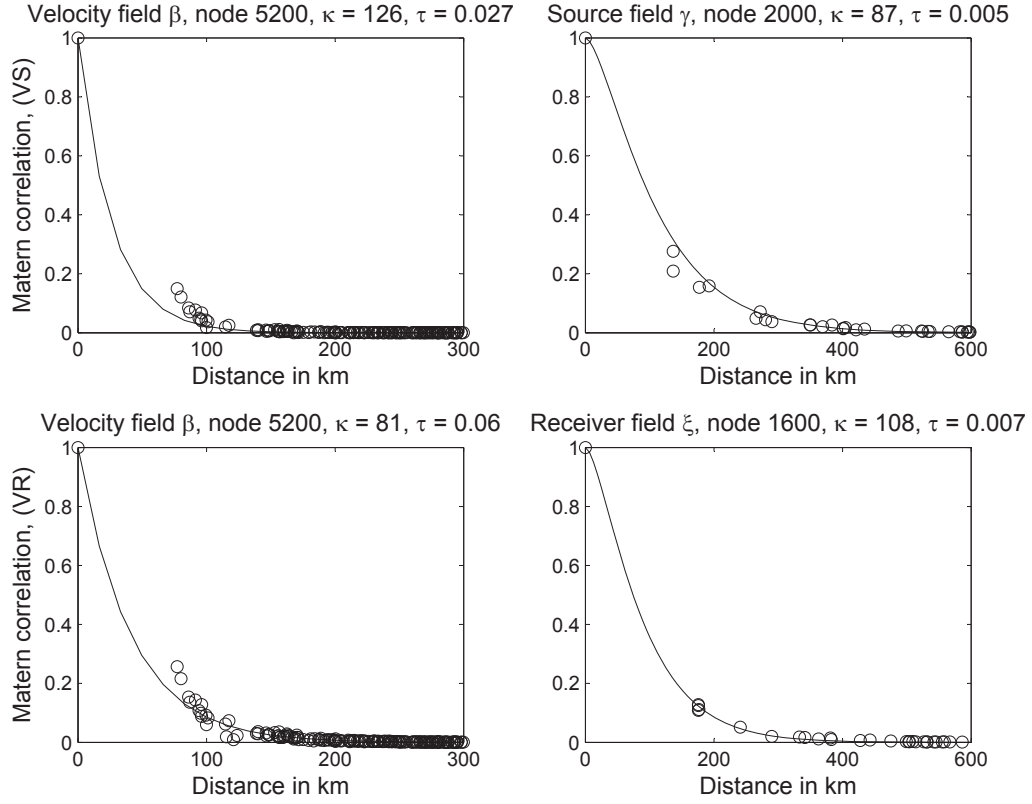 Velocity field β, node 5200, κ = 126, τ = 0.027
Matern correlation, (VS)
1
0.8
0.6
0.4
0.2
0
0 100 200 300
Distance in km
Source field γ, node 2000, κ = 87, τ = 0.005
1
0.8
0.6
0.4
0.2
0
0 200 400 600
Distance in km
Velocity field β, node 5200, κ = 81, τ = 0.06
Matern correlation, (VR)
1
0.8
0.6
0.4
0.2
0
0 100 200 300
Distance in km
Receiver field ξ, node 1600, κ = 108, τ = 0.007
1
0.8
0.6
0.4
0.2
0
0 200 400 600
Distance in km